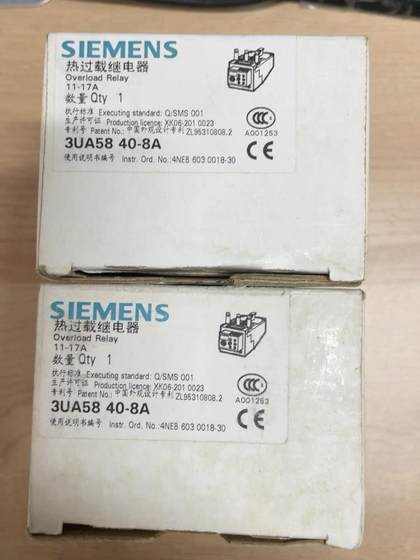 SIEMENS
热过载继电器
Overload Relay
11-17A
数量 Qty 1
执行标准 Executing standard: Q/SMS 001
生产许可证 Production licence: XK06-201 0023
专利号 Patent No.: 中国外观设计专利 ZL95310808.2
3UA58 40-8A
使用说明书编号 Instr. Ord. No.:4NEB 603 0018-30
CCC
A001253
CE
SIEMENS
热过载继电器
Overload Relay
11-17A
数量 Qty 1
执行标准 Executing standard: Q/SMS 001
生产许可证 Production licence: XK06-201 0023
专利号 Patent No.: 中国外观设计专利 ZL95310808.2
3UA58 40-8A
使用说明书编号 Instr. Ord. No.:4NEB 603 0018-30
CCC
A001253
CE